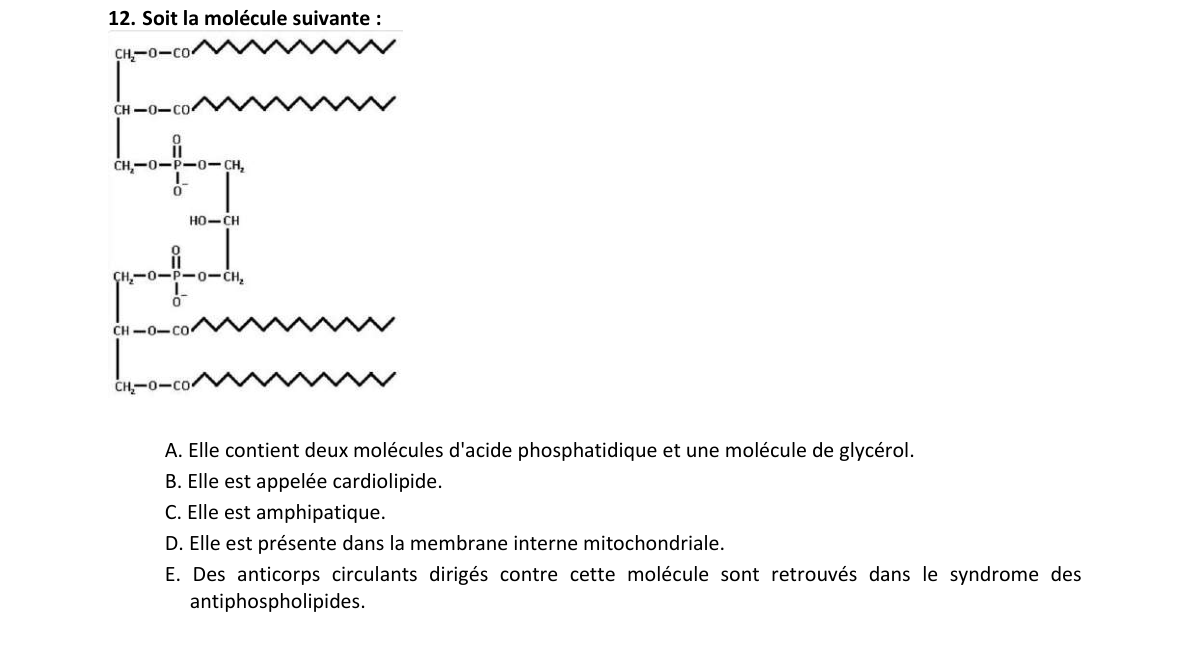 12. Soit la molécule suivante :
CH₂—O—CO
CH—O—CO
O
CH₂—O—P—O—CH₂
O⁻
HO—CH
O
CH₂—O—P—O—CH₂
O⁻
CH—O—CO
CH₂—O—CO
A. Elle contient deux molécules d'acide phosphatidique et une molécule de glycérol.
B. Elle est appelée cardiolipide.
C. Elle est amphipatique.
D. Elle est présente dans la membrane interne mitochondriale.
E. Des anticorps circulants dirigés contre cette molécule sont retrouvés dans le syndrome des
antiphospholipides.